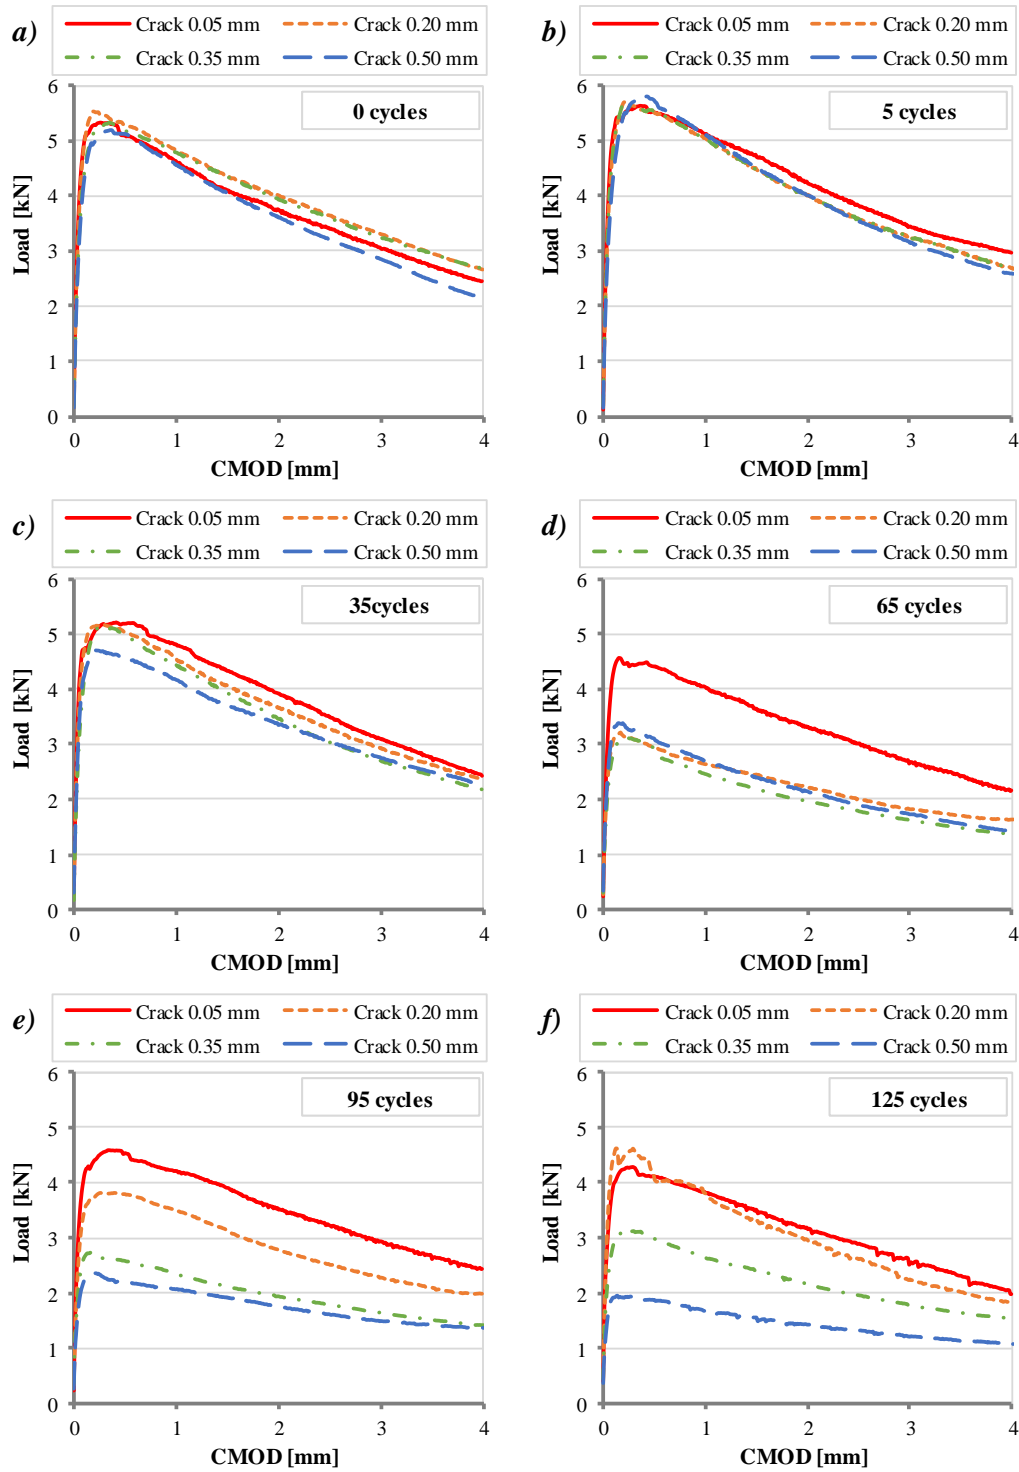 a)
Crack 0.05 mm Crack 0.20 mm
Crack 0.35 mm Crack 0.50 mm
0 cycles
Load [kN]
6
5
4
3
2
1
0
0 1 2 3 4
CMOD [mm]
b)
Crack 0.05 mm Crack 0.20 mm
Crack 0.35 mm Crack 0.50 mm
5 cycles
Load [kN]
6
5
4
3
2
1
0
0 1 2 3 4
CMOD [mm]
c)
Crack 0.05 mm Crack 0.20 mm
Crack 0.35 mm Crack 0.50 mm
35cycles
Load [kN]
6
5
4
3
2
1
0
0 1 2 3 4
CMOD [mm]
d)
Crack 0.05 mm Crack 0.20 mm
Crack 0.35 mm Crack 0.50 mm
65 cycles
Load [kN]
6
5
4
3
2
1
0
0 1 2 3 4
CMOD [mm]
e)
Crack 0.05 mm Crack 0.20 mm
Crack 0.35 mm Crack 0.50 mm
95 cycles
Load [kN]
6
5
4
3
2
1
0
0 1 2 3 4
CMOD [mm]
f)
Crack 0.05 mm Crack 0.20 mm
Crack 0.35 mm Crack 0.50 mm
125 cycles
Load [kN]
6
5
4
3
2
1
0
0 1 2 3 4
CMOD [mm]